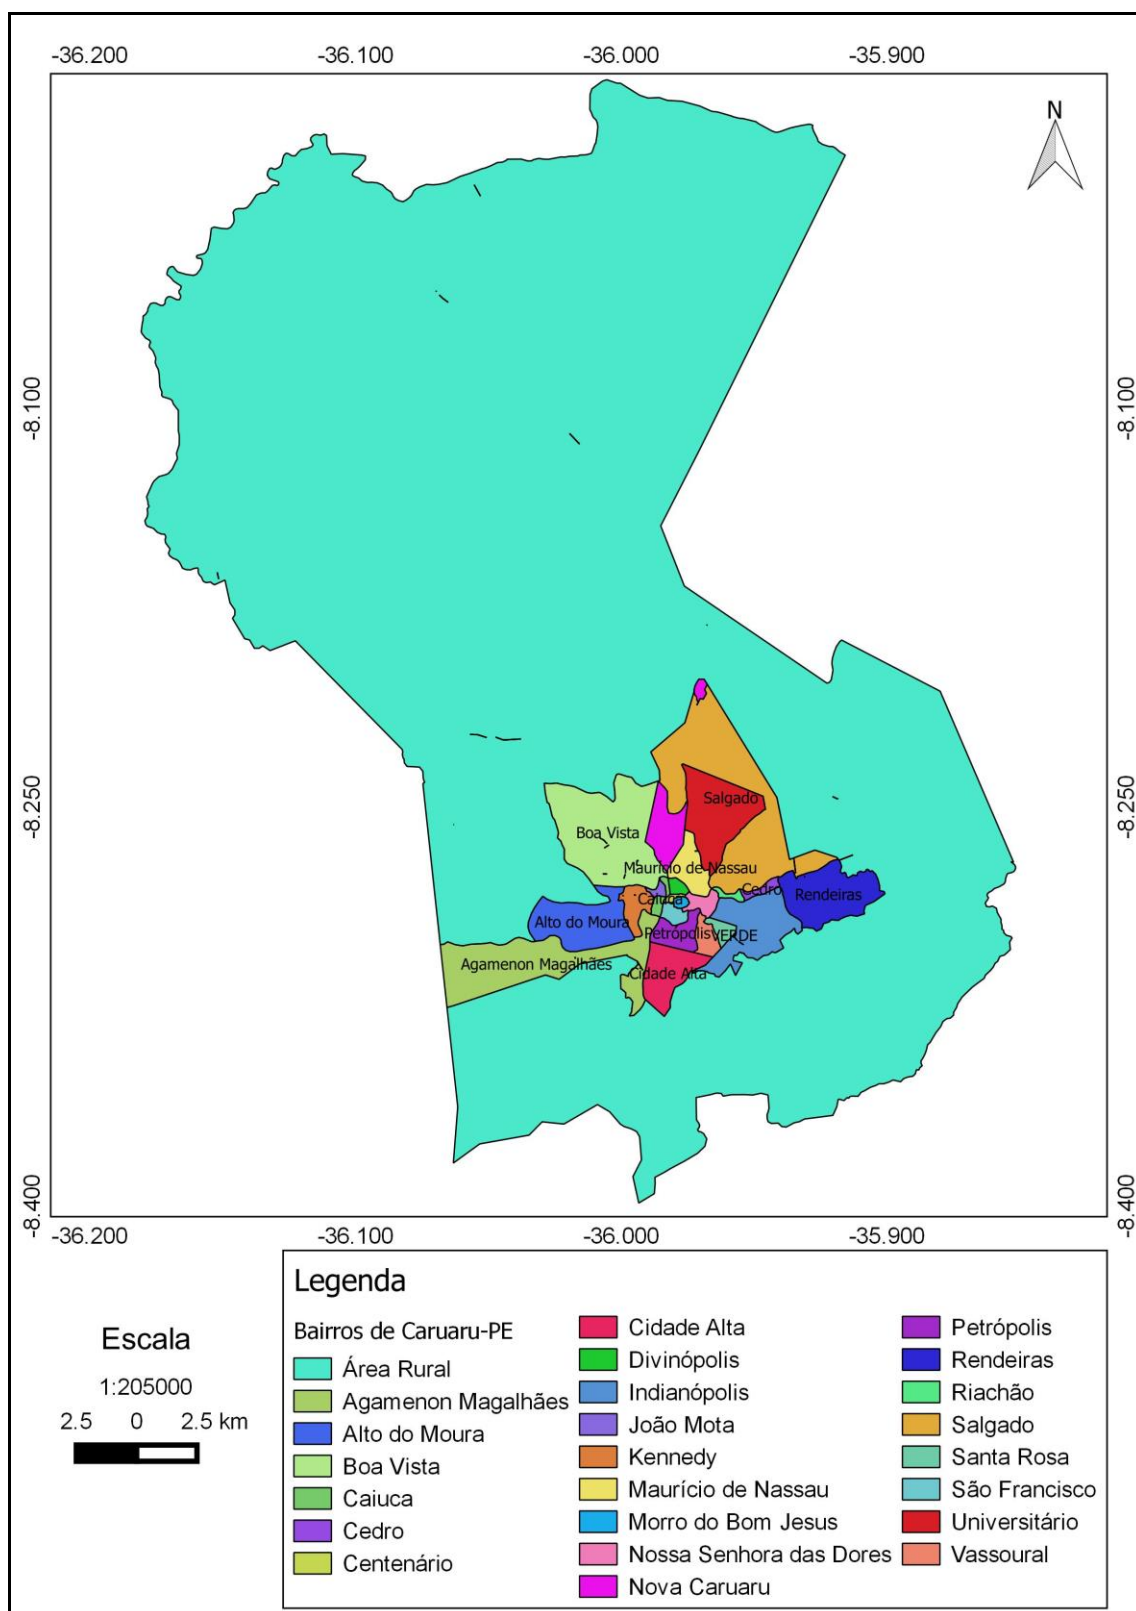 -36.200 -36.100 -36.000 -35.900
N
-8.100 -8.100
Salgado
-8.250 -8.250
Boa Vista
Maurício de Nassau
Cedro
Rendeiras
Caiuca
Alto do Moura
Petrópolis VERDE
Agamenon Magalhães
Cidade Alta
-8.400 -8.400
-36.200 -36.100 -36.000 -35.900
Escala
1:205000
2.5 0 2.5 km
Legenda
Bairros de Caruaru-PE
Área Rural
Agamenon Magalhães
Alto do Moura
Boa Vista
Caiuca
Cedro
Centenário
Cidade Alta
Divinópolis
Indianópolis
João Mota
Kennedy
Maurício de Nassau
Morro do Bom Jesus
Nossa Senhora das Dores
Nova Caruaru
Petrópolis
Rendeiras
Riachão
Salgado
Santa Rosa
São Francisco
Universitário
Vassoural